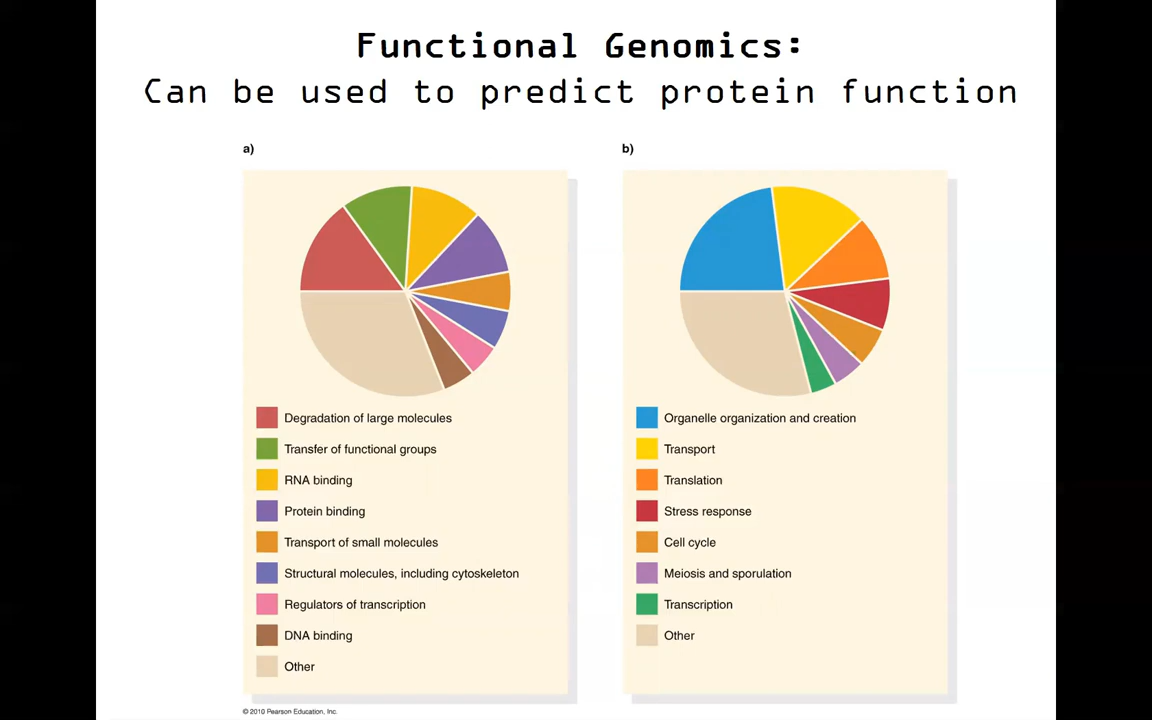 Functional Genomics:
Can be used to predict protein function
a)
Degradation of large molecules
Transfer of functional groups
RNA binding
Protein binding
Transport of small molecules
Structural molecules, including cytoskeleton
Regulators of transcription
DNA binding
Other
b)
Organelle organization and creation
Transport
Translation
Stress response
Cell cycle
Meiosis and sporulation
Transcription
Other
© 2010 Pearson Education, Inc.